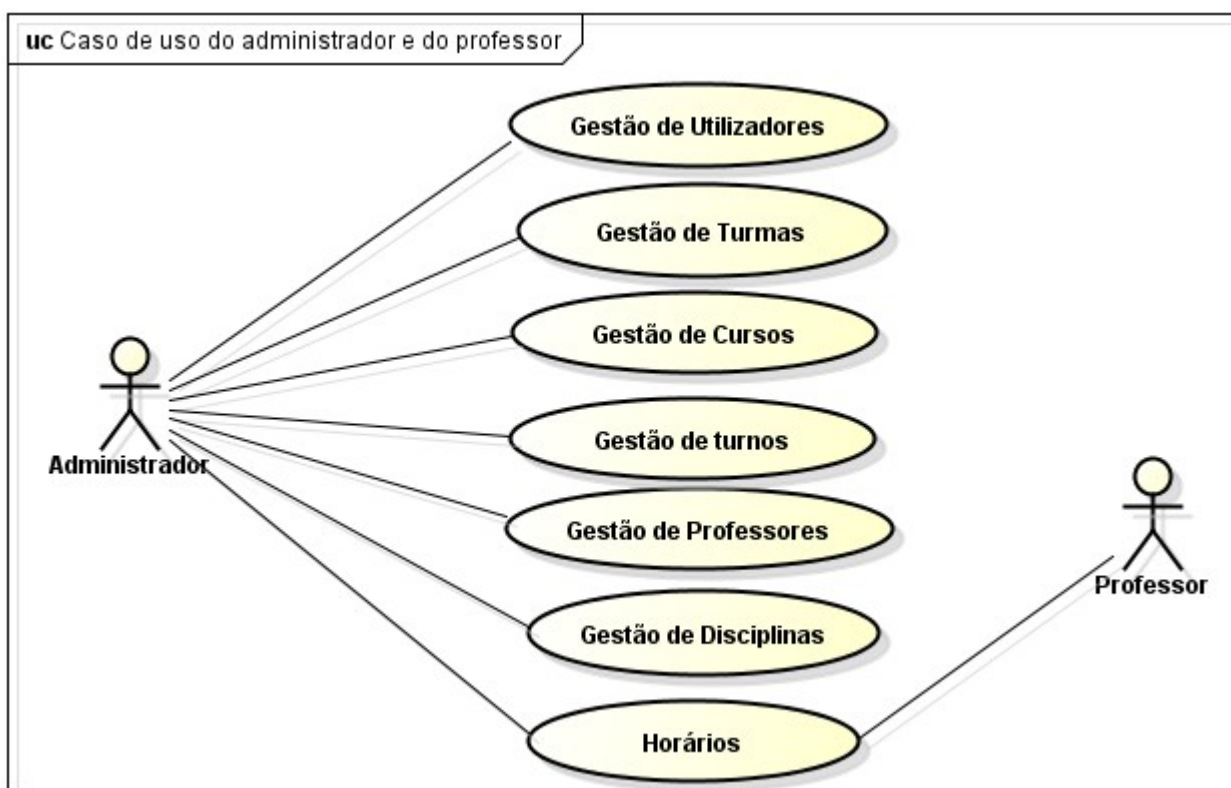 uc Caso de uso do administrador e do professor
Gestão de Utilizadores
Gestão de Turmas
Gestão de Cursos
Administrador
Gestão de turnos
Gestão de Professores
Professor
Gestão de Disciplinas
Horários